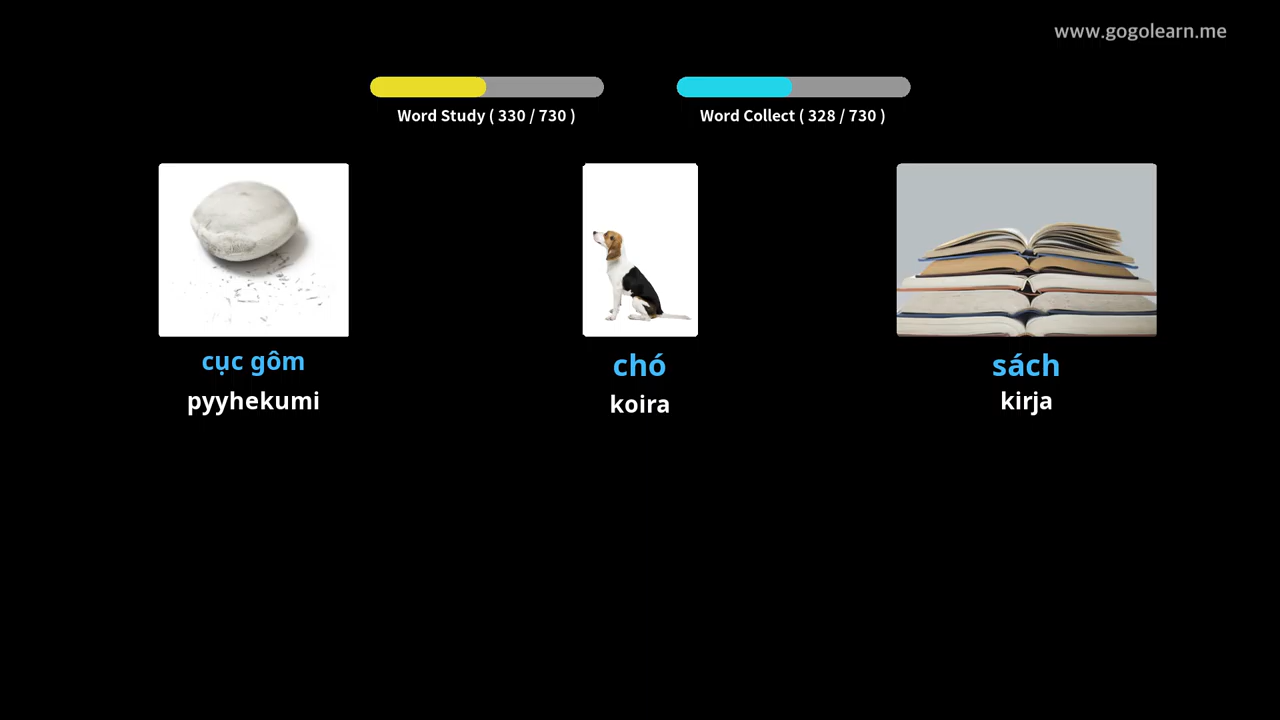 www.gogolearn.me
Word Study ( 330 / 730 )
Word Collect ( 328 / 730 )
cục gôm
chó
sách
pyyhekumi
koira
kirja